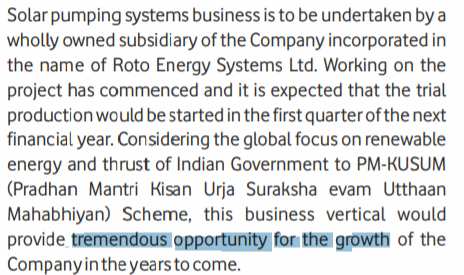 Solar pumping systems business is to be undertaken by a
wholly owned subsidiary of the Company incorporated in
the name of Roto Energy Systems Ltd. Working on the
project has commenced and it is expected that the trial
production would be started in the first quarter of the next
financial year. Considering the global focus on renewable
energy and thrust of Indian Government to PM-KUSUM
(Pradhan Mantri Kisan Urja Suraksha evam Utthaan
Mahabhiyan) Scheme, this business vertical would
provide tremendous opportunity for the growth of the
Company in the years to come.